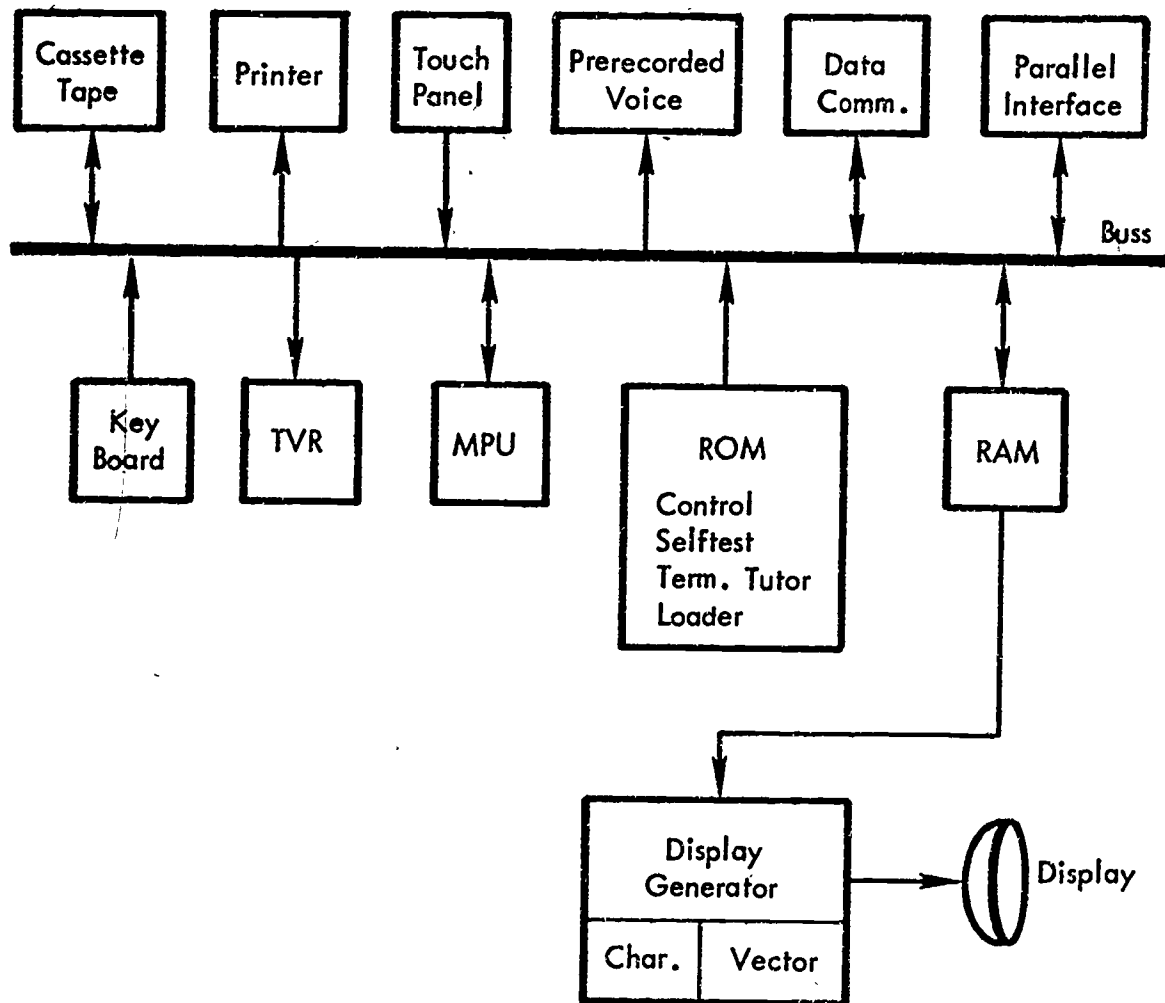 Cassette
Tape
Printer
Touch
Panel
Prerecorded
Voice
Data
Comm.
Parallel
Interface
Buss
Key
Board
TVR
MPU
ROM
Control
Selftest
Term. Tutor
Loader
RAM
Display
Generator
Char.
Vector
Display